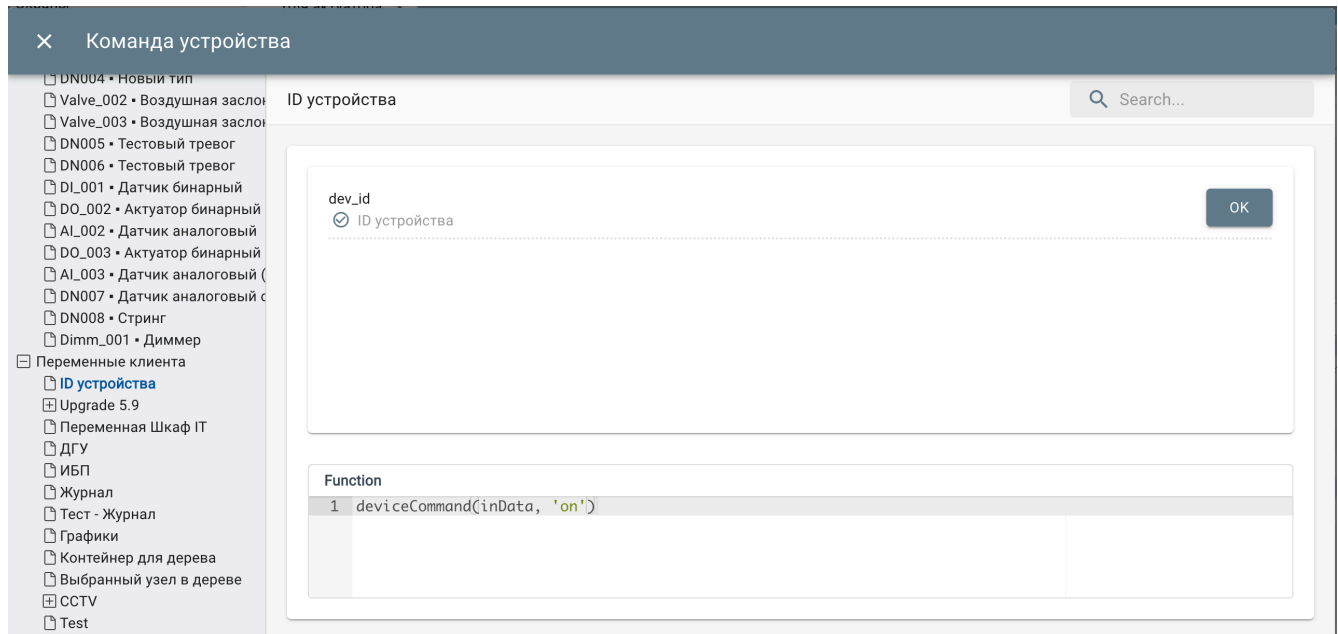 Команда устройства
DN004 ▪ Новый тип
Valve_002 ▪ Воздушная заслон
Valve_003 ▪ Воздушная заслон
DN005 ▪ Тестовый тревог
DN006 ▪ Тестовый тревог
DI_001 ▪ Датчик бинарный
DO_002 ▪ Актуатор бинарный
AI_002 ▪ Датчик аналоговый
DO_003 ▪ Актуатор бинарный
AI_003 ▪ Датчик аналоговый (
DN007 ▪ Датчик аналоговый с
DN008 ▪ Стринг
Dimm_001 ▪ Диммер
Переменные клиента
ID устройства
Upgrade 5.9
Переменная Шкаф IT
ДГУ
ИБП
Журнал
Тест - Журнал
Графики
Контейнер для дерева
Выбранный узел в дереве
CCTV
Test
ID устройства
Search...
dev_id
ID устройства
OK
Function
1 deviceCommand(inData, 'on')